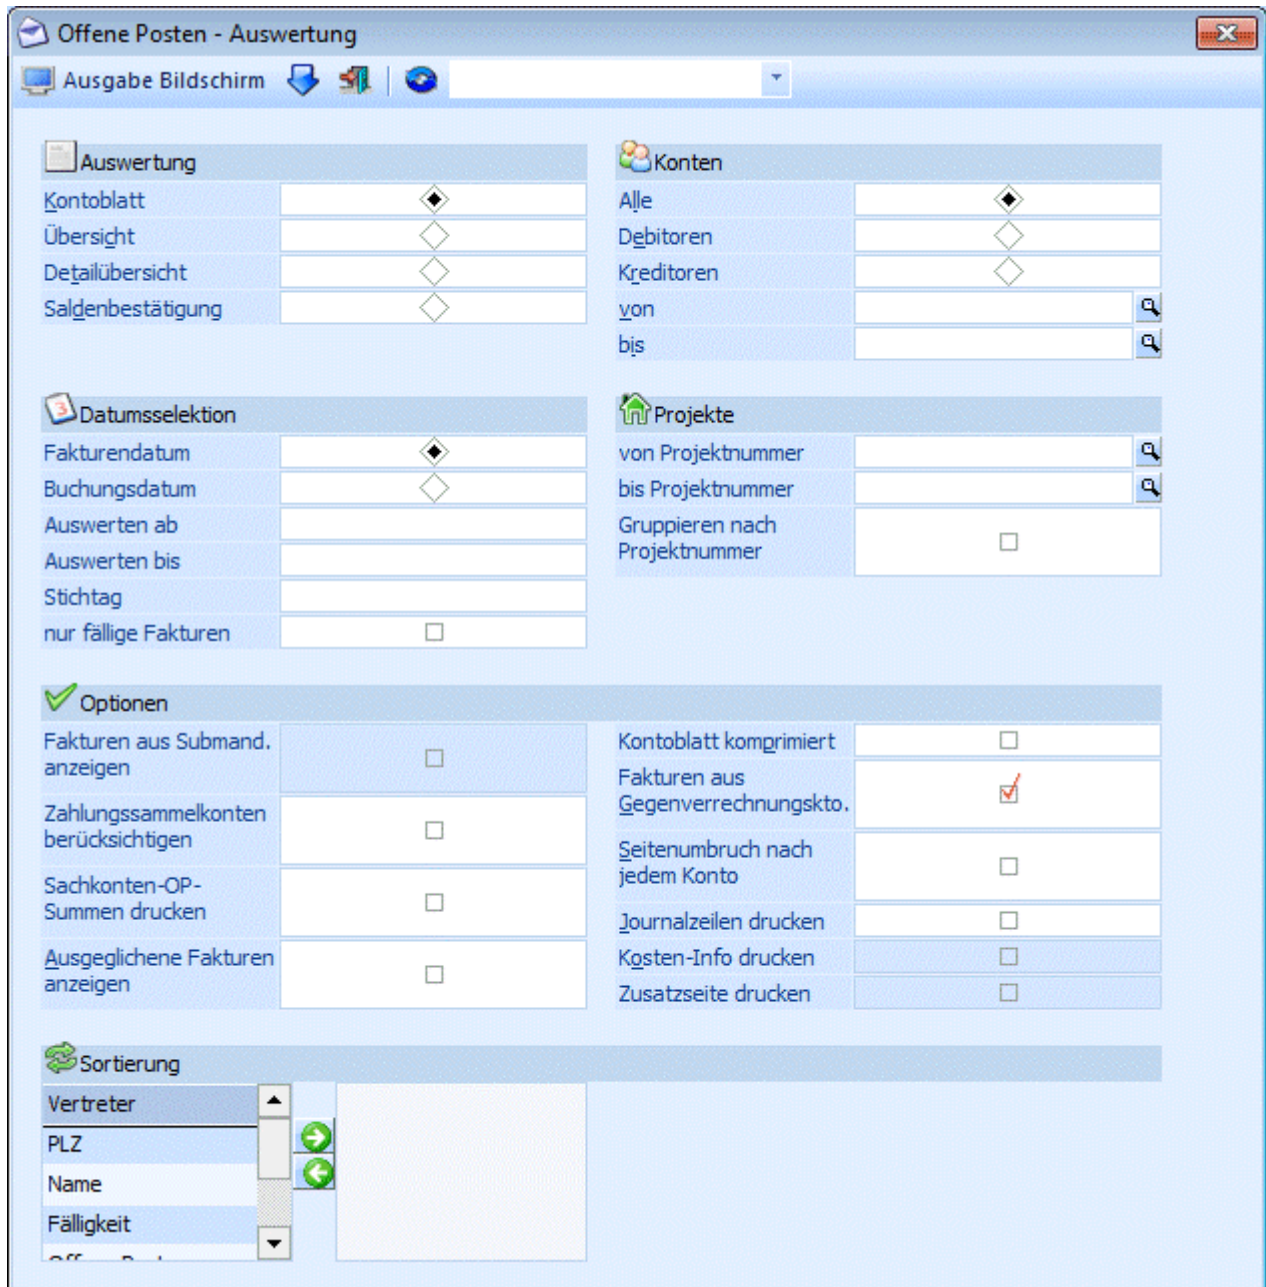 Offene Posten - Auswertung
Ausgabe Bildschirm
Auswertung
Kontoblatt
Übersicht
Detailübersicht
Saldenbestätigung
Konten
Alle
Debitoren
Kreditoren
von
bis
Datumsselektion
Fakturendatum
Buchungsdatum
Auswerten ab
Auswerten bis
Stichtag
nur fällige Fakturen
Projekte
von Projektnummer
bis Projektnummer
Gruppieren nach
Projektnummer
Optionen
Fakturen aus Submand.
anzeigen
Zahlungssammelkonten
berücksichtigen
Sachkonten-OP-
Summen drucken
Ausgeglichene Fakturen
anzeigen
Kontoblatt komprimiert
Fakturen aus
Gegenverrechnungskto.
Seitenumbruch nach
jedem Konto
Journalzeilen drucken
Kosten-Info drucken
Zusatzseite drucken
Sortierung
Vertreter
PLZ
Name
Fälligkeit